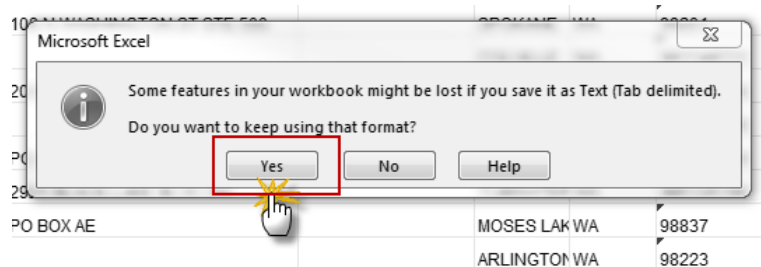 Microsoft Excel
Some features in your workbook might be lost if you save it as Text (Tab delimited).
Do you want to keep using that format?
Yes No Help
PO BOX AE MOSES LAK WA 98837
ARLINGTON WA 98223